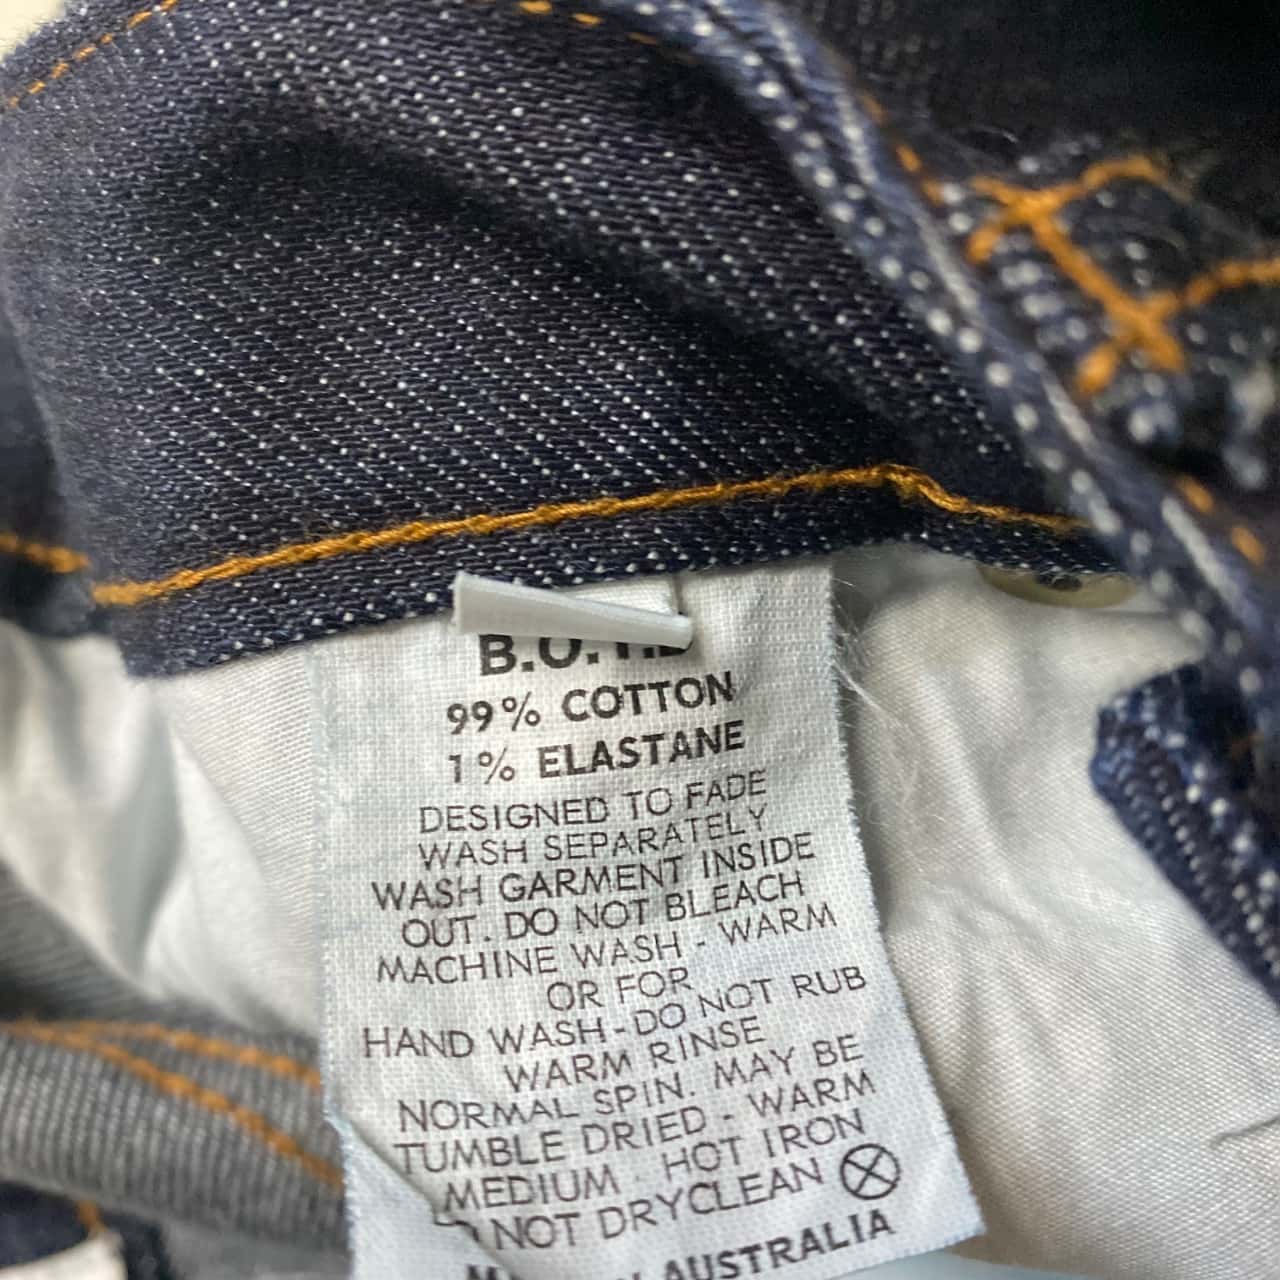 99% COTTON
1% ELASTANE
DESIGNED TO FADE
WASH SEPARATELY
WASH GARMENT INSIDE
OUT. DO NOT BLEACH
MACHINE WASH - WARM
OR FOR
HAND WASH-DO NOT RUB
WARM RINSE
NORMAL SPIN. MAY BE
TUMBLE DRIED - WARM
MEDIUM - HOT IRON
NOT DRYCLEAN
AUSTRALIA